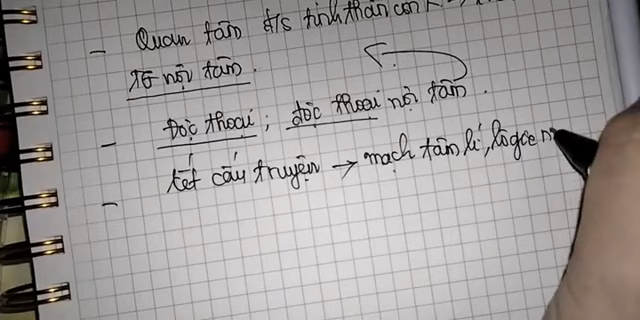 - Quan tâm đ/s tinh thần con
nội tâm.
- Độc thoại; độc thoại nội tâm.
- kết cấu truyện → mạch tâm lí, lôgic n